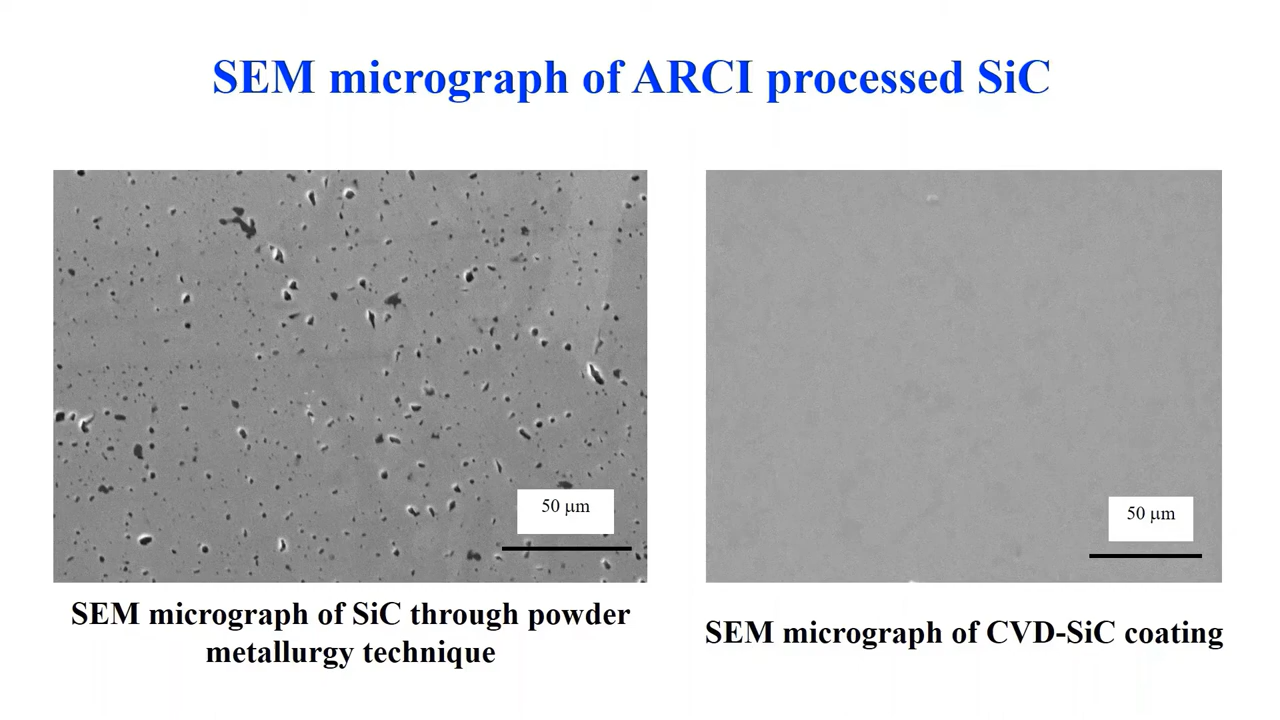 SEM micrograph of ARCI processed SiC
50 µm
50 µm
SEM micrograph of SiC through powder
metallurgy technique
SEM micrograph of CVD-SiC coating